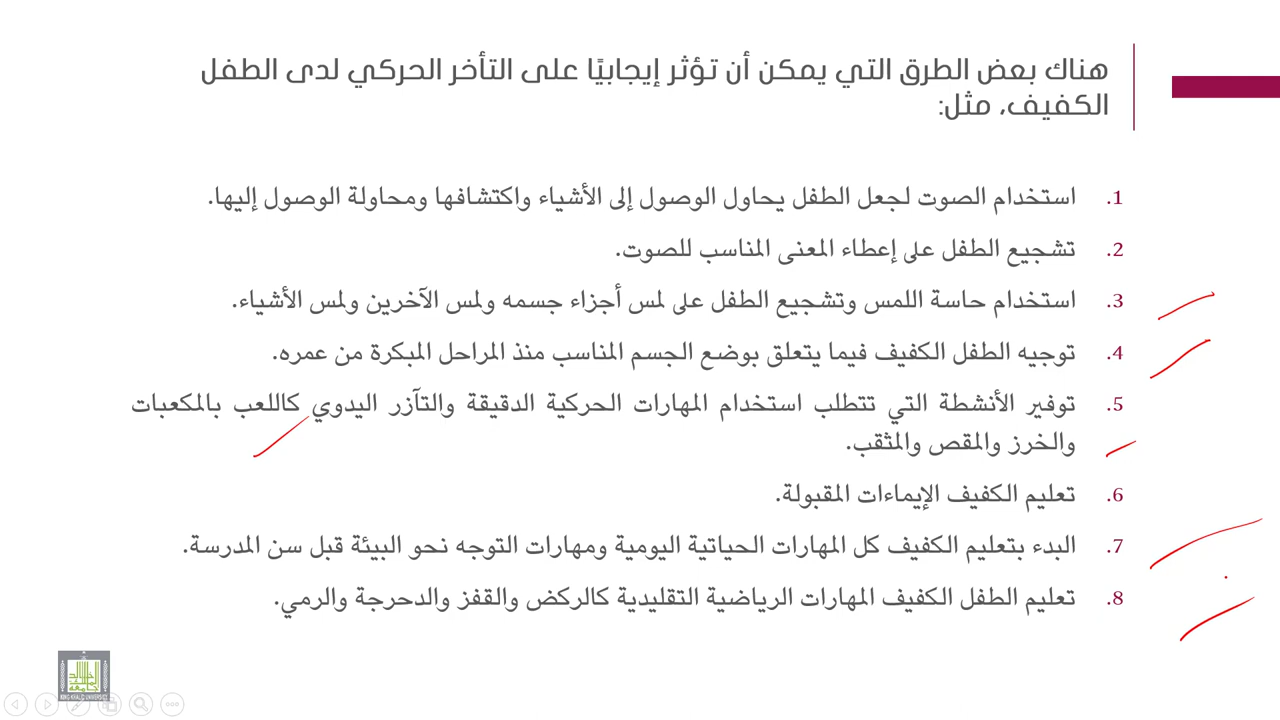 هناك بعض الطرق التي يمكن أن تؤثر إيجابيًا على التأخر الحركي لدى الطفل
الكفيف، مثل:
1. استخدام الصوت لجعل الطفل يحاول الوصول إلى الأشياء واكتشافها ومحاولة الوصول إليها.
2. تشجيع الطفل على إعطاء المعنى المناسب للصوت.
3. استخدام حاسة اللمس وتشجيع الطفل على لمس أجزاء جسمه ولمس الآخرين ولمس الأشياء.
4. توجيه الطفل الكفيف فيما يتعلق بوضع الجسم المناسب منذ المراحل المبكرة من عمره.
5. توفير الأنشطة التي تتطلب استخدام المهارات الحركية الدقيقة والتآزر اليدوي كاللعب بالمكعبات
والخرز والمقص والمثقب.
6. تعليم الكفيف الإيماءات المقبولة.
7. البدء بتعليم الكفيف كل المهارات الحياتية اليومية ومهارات التوجه نحو البيئة قبل سن المدرسة.
8. تعليم الطفل الكفيف المهارات الرياضية التقليدية كالركض والقفز والدحرجة والرمي.
KING KHALID UNIVERSITY